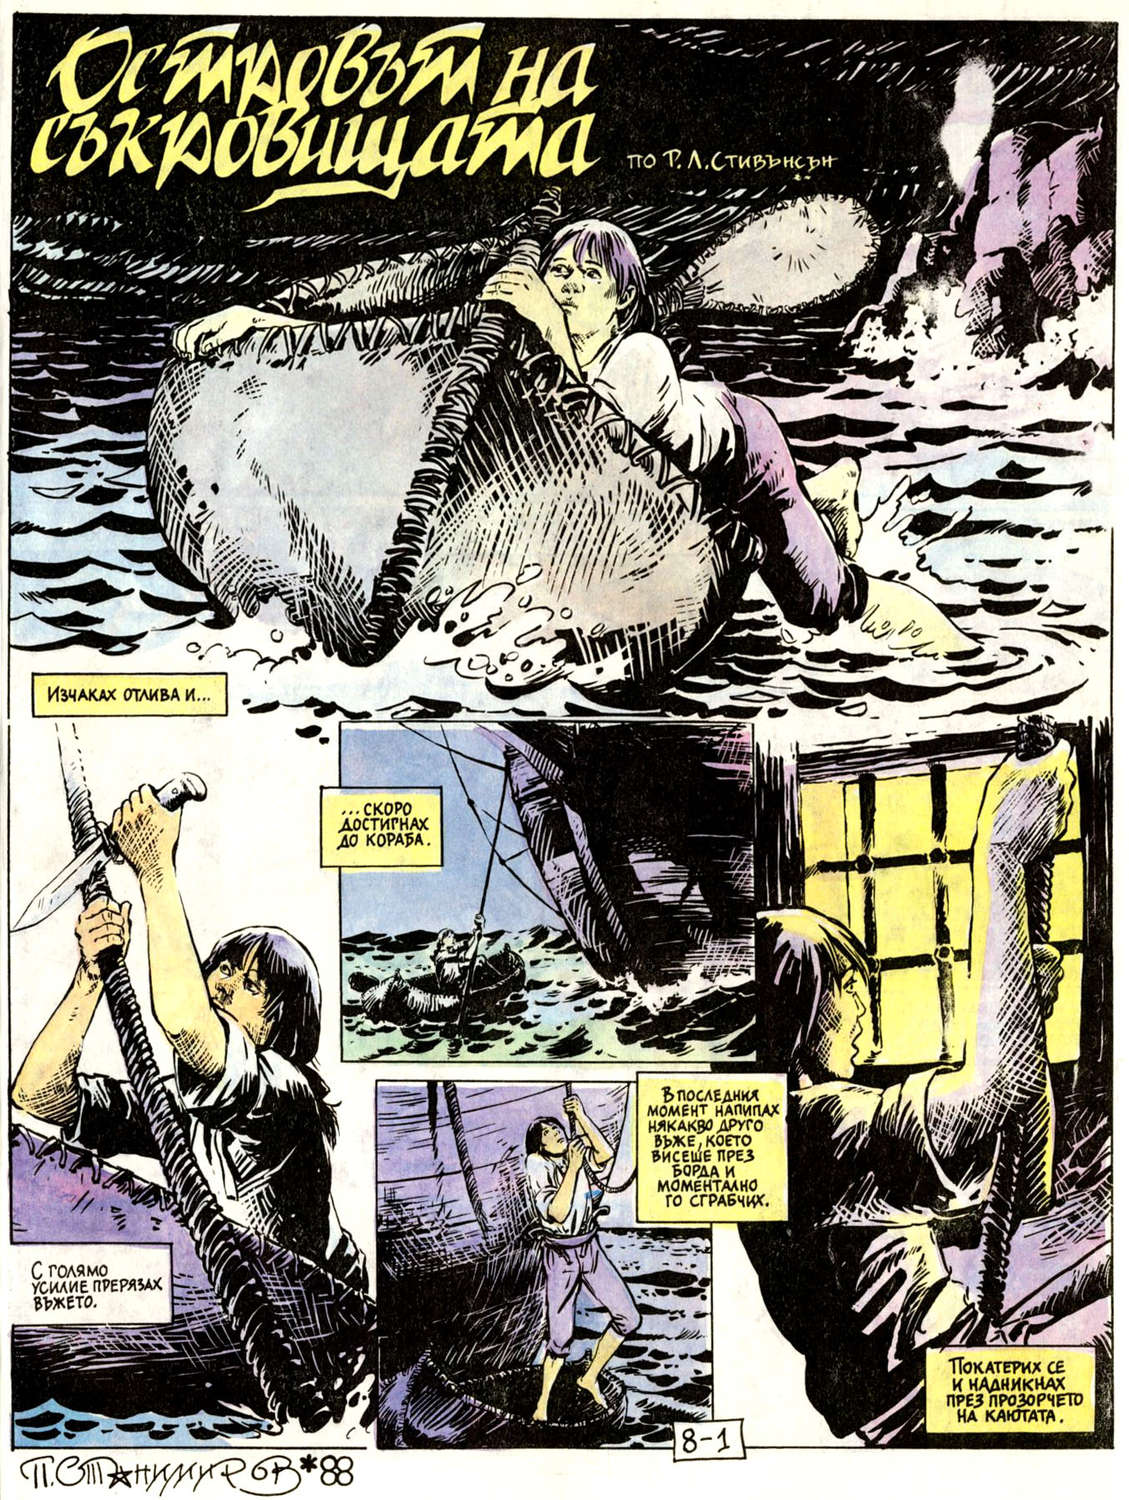 Островът на
съкровищата
по Р. Л. Стивънсън
Изчаках отлива и...
...скоро
достигнах
до кораба.
С голямо
усилие прерязах
въжето.
В последния
момент напипах
някакво друго
въже, което
висеше през
борда и
моментално
го сграбчих.
Покатерих се
и надникнах
през прозорчето
на каютата.
8-1
П. Станимиров *88